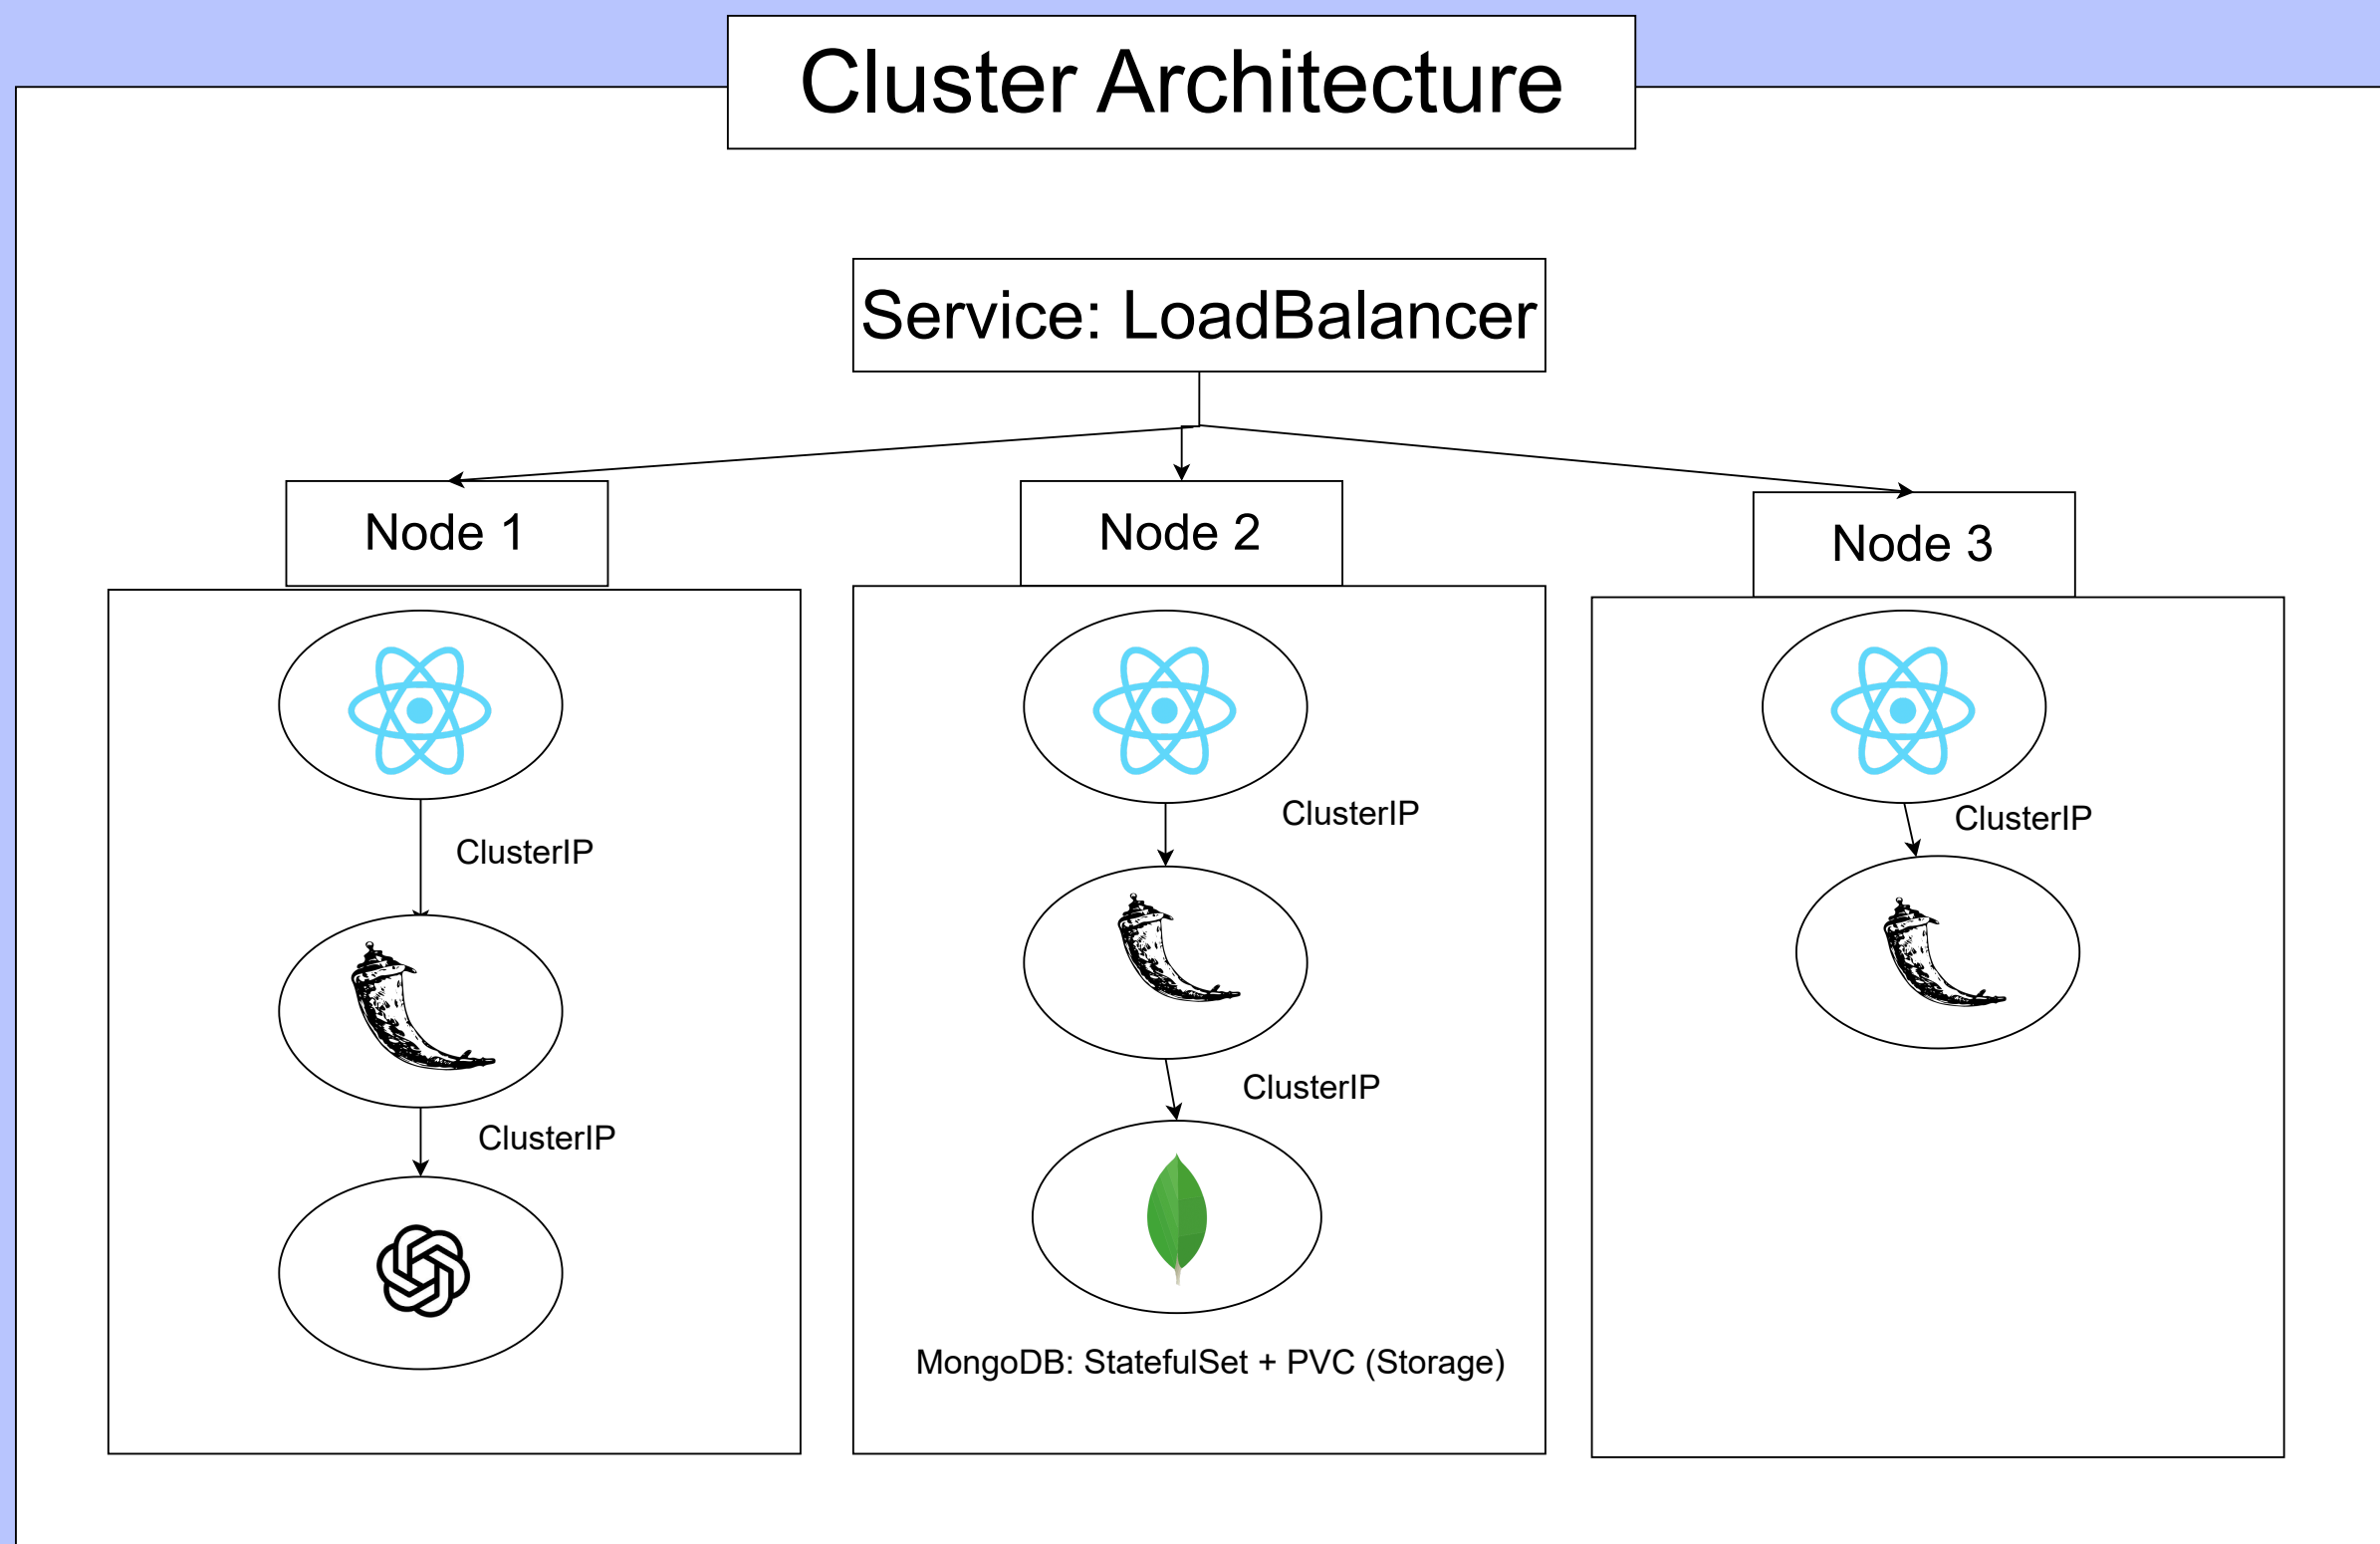 Cluster Architecture
Service: LoadBalancer
Node 1
Node 2
Node 3
ClusterIP
ClusterIP
ClusterIP
ClusterIP
ClusterIP
MongoDB: StatefulSet + PVC (Storage)